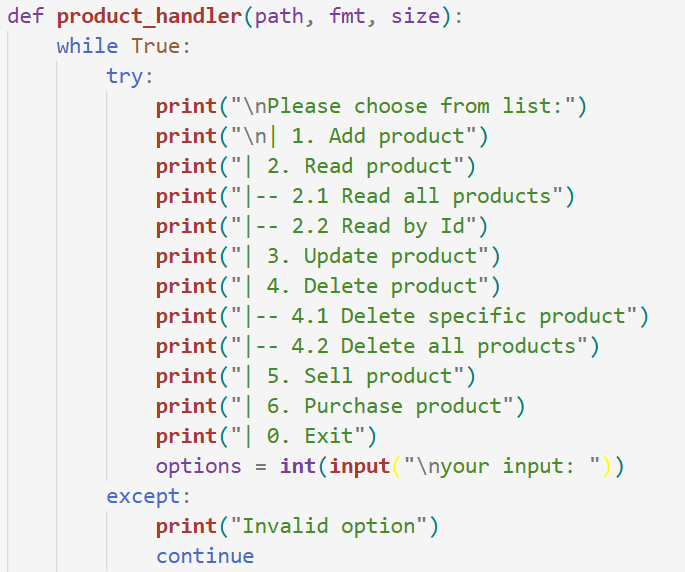 def product_handler(path, fmt, size):
    while True:
        try:
            print("\nPlease choose from list:")
            print("\n| 1. Add product")
            print("| 2. Read product")
            print("|-- 2.1 Read all products")
            print("|-- 2.2 Read by Id")
            print("| 3. Update product")
            print("| 4. Delete product")
            print("|-- 4.1 Delete specific product")
            print("|-- 4.2 Delete all products")
            print("| 5. Sell product")
            print("| 6. Purchase product")
            print("| 0. Exit")
            options = int(input("\nyour input: "))
        except:
            print("Invalid option")
            continue